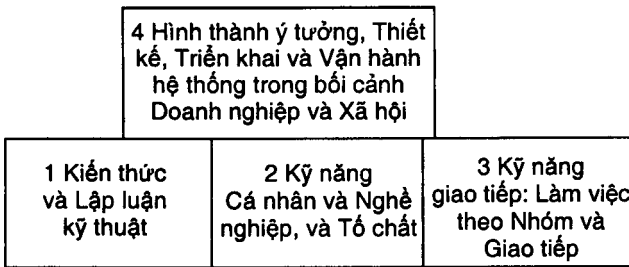 4 Hình thành ý tưởng, Thiết
kế, Triển khai và Vận hành
hệ thống trong bối cảnh
Doanh nghiệp và Xã hội
1 Kiến thức
và Lập luận
kỹ thuật
2 Kỹ năng
Cá nhân và Nghề
nghiệp, và Tố chất
3 Kỹ năng
giao tiếp: Làm việc
theo Nhóm và
Giao tiếp